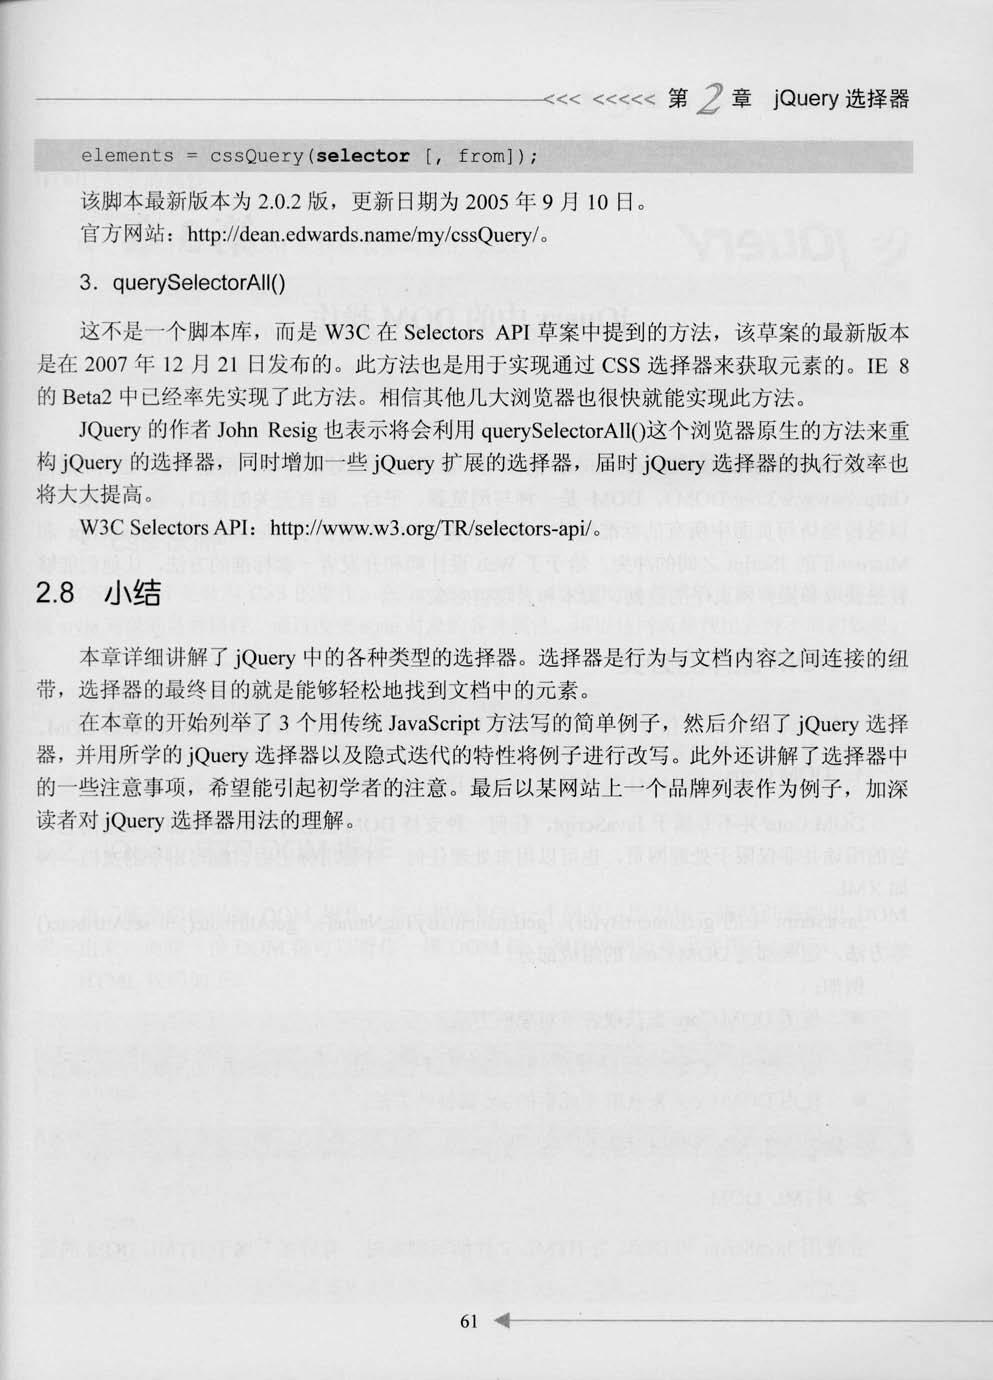 <<< <<<<< 第2章 jQuery 选择器
elements = cssQuery(selector [, from]);
该脚本最新版本为 2.0.2 版，更新日期为 2005 年 9 月 10 日。
官方网站：http://dean.edwards.name/my/cssQuery/。
3．querySelectorAll()
这不是一个脚本库，而是 W3C 在 Selectors API 草案中提到的方法，该草案的最新版本
是在 2007 年 12 月 21 日发布的。此方法也是用于实现通过 CSS 选择器来获取元素的。IE 8
的 Beta2 中已经率先实现了此方法。相信其他几大浏览器也很快就能实现此方法。
JQuery 的作者 John Resig 也表示将会利用 querySelectorAll()这个浏览器原生的方法来重
构 jQuery 的选择器，同时增加一些 jQuery 扩展的选择器，届时 jQuery 选择器的执行效率也
将大大提高。
W3C Selectors API：http://www.w3.org/TR/selectors-api/。
2.8 小结
本章详细讲解了 jQuery 中的各种类型的选择器。选择器是行为与文档内容之间连接的纽
带，选择器的最终目的就是能够轻松地找到文档中的元素。
在本章的开始列举了 3 个用传统 JavaScript 方法写的简单例子，然后介绍了 jQuery 选择
器，并用所学的 jQuery 选择器以及隐式迭代的特性将例子进行改写。此外还讲解了选择器中
的一些注意事项，希望能引起初学者的注意。最后以某网站上一个品牌列表作为例子，加深
读者对 jQuery 选择器用法的理解。
61